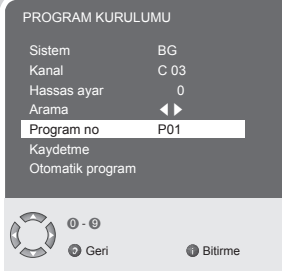 PROGRAM KURULUMU
Sistem BG
Kanal C 03
Hassas ayar 0
Arama
Program no P01
Kaydetme
Otomatik program
0 - 9
Geri i Bitirme